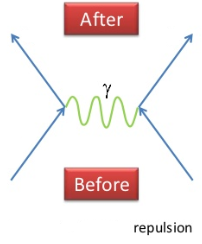 After
γ
Before
repulsion